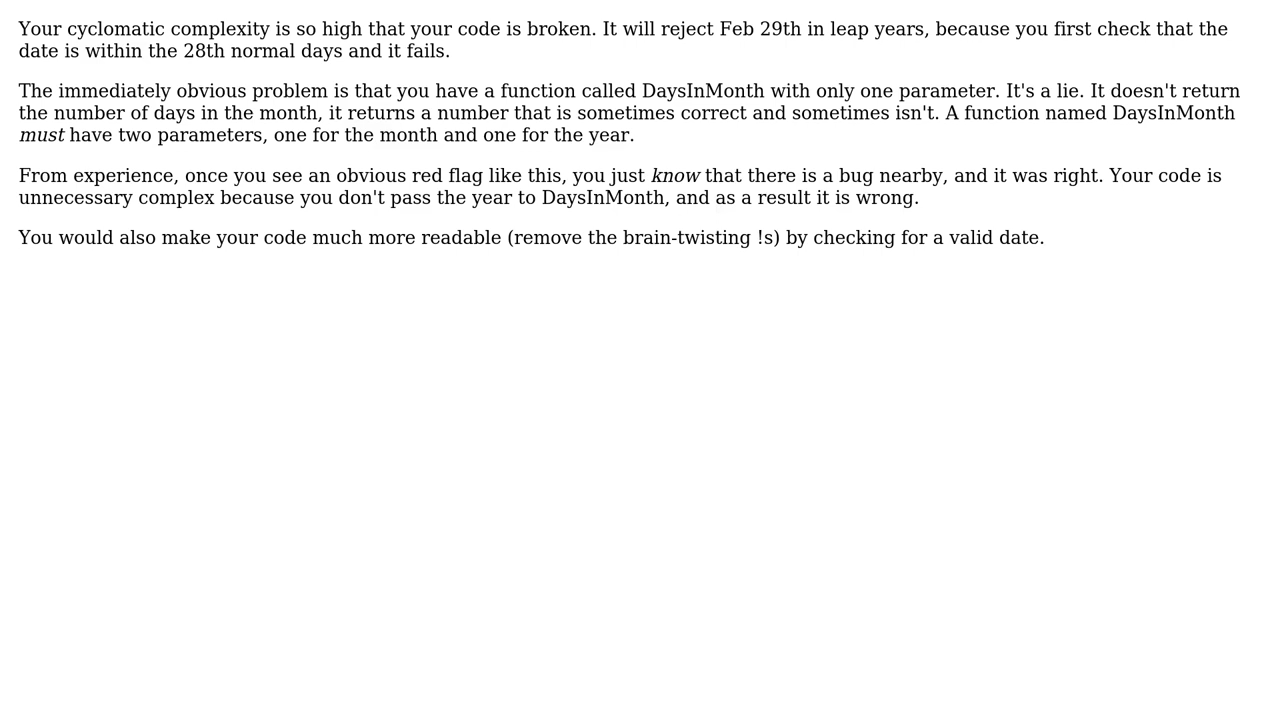 Your cyclomatic complexity is so high that your code is broken. It will reject Feb 29th in leap years, because you first check that the
date is within the 28th normal days and it fails.
The immediately obvious problem is that you have a function called DaysInMonth with only one parameter. It's a lie. It doesn't return
the number of days in the month, it returns a number that is sometimes correct and sometimes isn't. A function named DaysInMonth
must have two parameters, one for the month and one for the year.
From experience, once you see an obvious red flag like this, you just know that there is a bug nearby, and it was right. Your code is
unnecessary complex because you don't pass the year to DaysInMonth, and as a result it is wrong.
You would also make your code much more readable (remove the brain-twisting !s) by checking for a valid date.